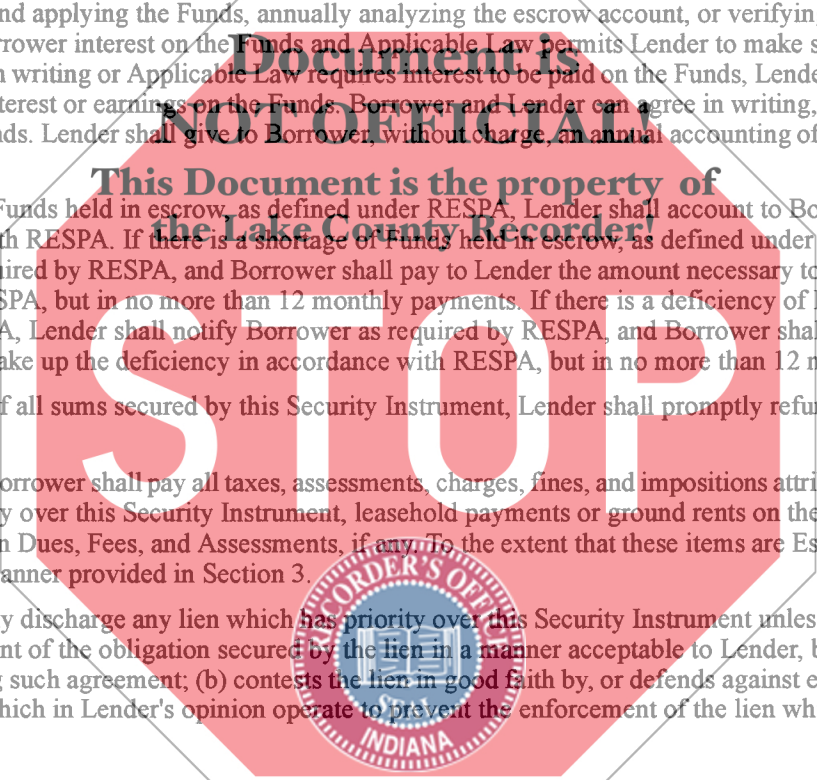 nd applying the Funds, annually analyzing the escrow account, or verifying
rrower interest on the Funds and Applicable Law permits Lender to make s
Document is
n writing or Applicable Law requires interest to be paid on the Funds, Lende
terest or earnings on the Funds. Borrower and Lender can agree in writing,
NOT OFFICIAL!
nds. Lender shall give to Borrower, without charge, an annual accounting of
This Document is the property of
Funds held in escrow, as defined under RESPA, Lender shall account to Bo
the Lake County Recorder!
th RESPA. If there is a shortage of Funds held in escrow, as defined under
ired by RESPA, and Borrower shall pay to Lender the amount necessary to
SPA, but in no more than 12 monthly payments. If there is a deficiency of
A, Lender shall notify Borrower as required by RESPA, and Borrower shal
ake up the deficiency in accordance with RESPA, but in no more than 12 m
STOP
f all sums secured by this Security Instrument, Lender shall promptly refu
orrower shall pay all taxes, assessments, charges, fines, and impositions attri
y over this Security Instrument, leasehold payments or ground rents on the
n Dues, Fees, and Assessments, if any. To the extent that these items are Es
anner provided in Section 3.
RECORDER'S OFFICE
y discharge any lien which has priority over this Security Instrument unles
nt of the obligation secured by the lien in a manner acceptable to Lender, b
g such agreement; (b) contests the lien in good faith by, or defends against e
hich in Lender's opinion operate to prevent the enforcement of the lien wh
INDIANA